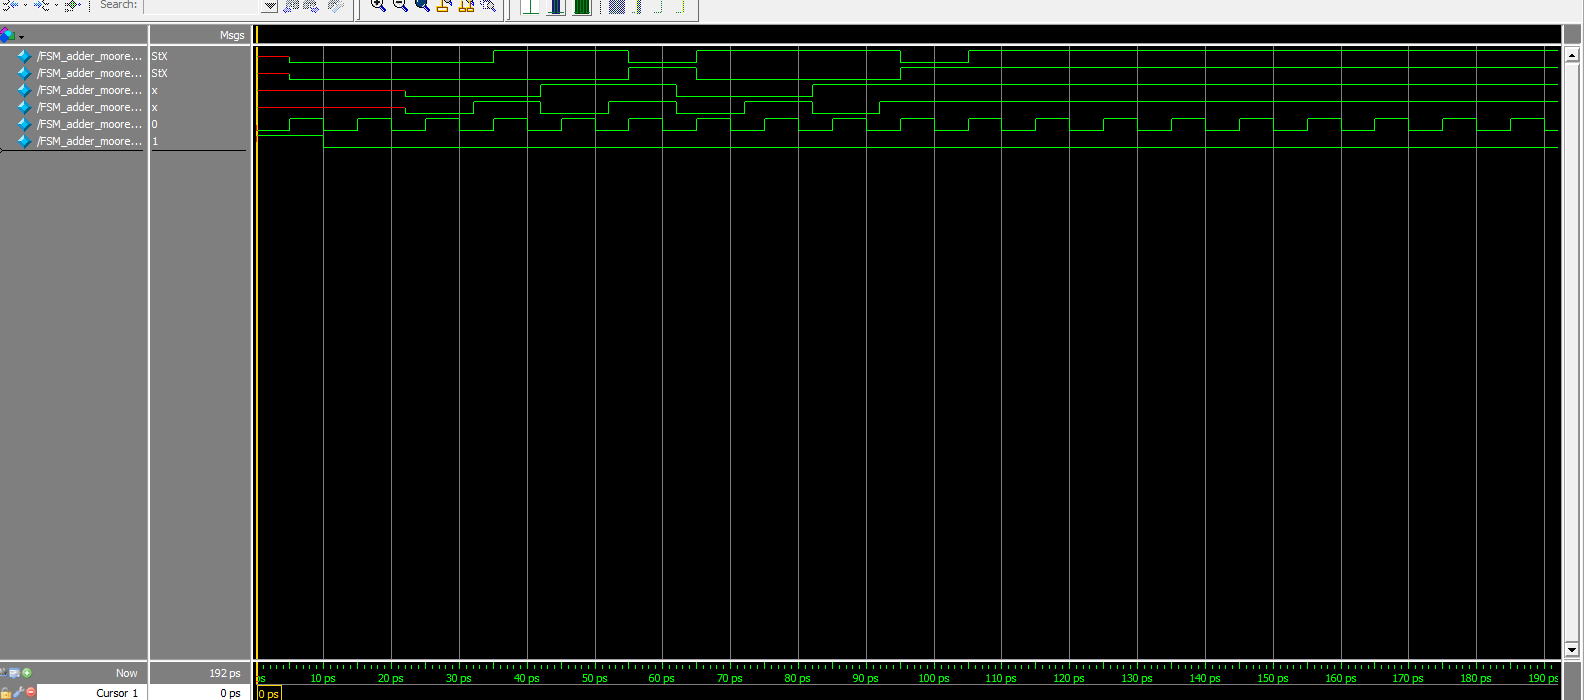 Search:
Msgs
/FSM_adder_moore... StX
/FSM_adder_moore... StX
/FSM_adder_moore... x
/FSM_adder_moore... x
/FSM_adder_moore... 0
/FSM_adder_moore... 1
Now 192 ps ps 10 ps 20 ps 30 ps 40 ps 50 ps 60 ps 70 ps 80 ps 90 ps 100 ps 110 ps 120 ps 130 ps 140 ps 150 ps 160 ps 170 ps 180 ps 190 ps
Cursor 1 0 ps 0 ps